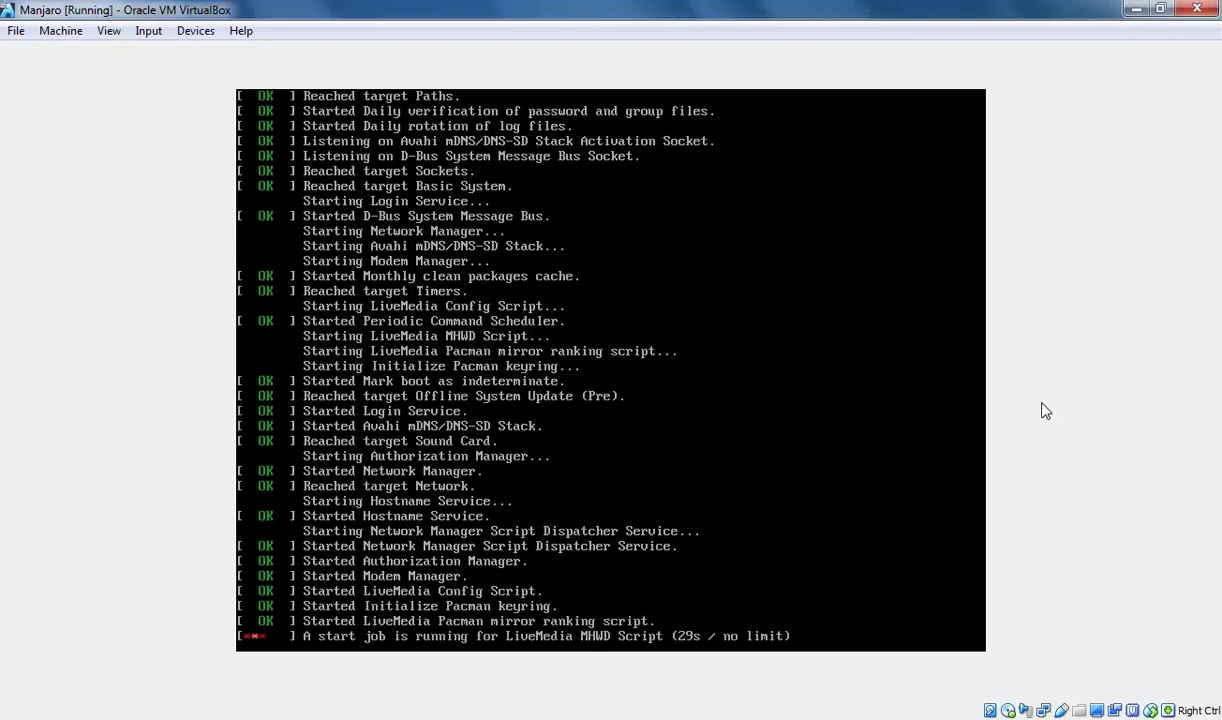 Manjaro [Running] - Oracle VM VirtualBox
File Machine View Input Devices Help
[ OK ] Reached target Paths.
[ OK ] Started Daily verification of password and group files.
[ OK ] Started Daily rotation of log files.
[ OK ] Listening on Avahi mDNS/DNS-SD Stack Activation Socket.
[ OK ] Listening on D-Bus System Message Bus Socket.
[ OK ] Reached target Sockets.
[ OK ] Reached target Basic System.
Starting Login Service...
[ OK ] Started D-Bus System Message Bus.
Starting Network Manager...
Starting Avahi mDNS/DNS-SD Stack...
Starting Modem Manager...
[ OK ] Started Monthly clean packages cache.
[ OK ] Reached target Timers.
Starting LiveMedia Config Script...
[ OK ] Started Periodic Command Scheduler.
Starting LiveMedia MHWD Script...
Starting LiveMedia Pacman mirror ranking script...
Starting Initialize Pacman keyring...
[ OK ] Started Mark boot as indeterminate.
[ OK ] Reached target Offline System Update (Pre).
[ OK ] Started Login Service.
[ OK ] Started Avahi mDNS/DNS-SD Stack.
[ OK ] Reached target Sound Card.
Starting Authorization Manager...
[ OK ] Started Network Manager.
[ OK ] Reached target Network.
Starting Hostname Service...
[ OK ] Started Hostname Service.
Starting Network Manager Script Dispatcher Service...
[ OK ] Started Network Manager Script Dispatcher Service.
[ OK ] Started Authorization Manager.
[ OK ] Started Modem Manager.
[ OK ] Started LiveMedia Config Script.
[ OK ] Started Initialize Pacman keyring.
[ OK ] Started LiveMedia Pacman mirror ranking script.
[*** ] A start job is running for LiveMedia MHWD Script (29s / no limit)
Right Ctrl